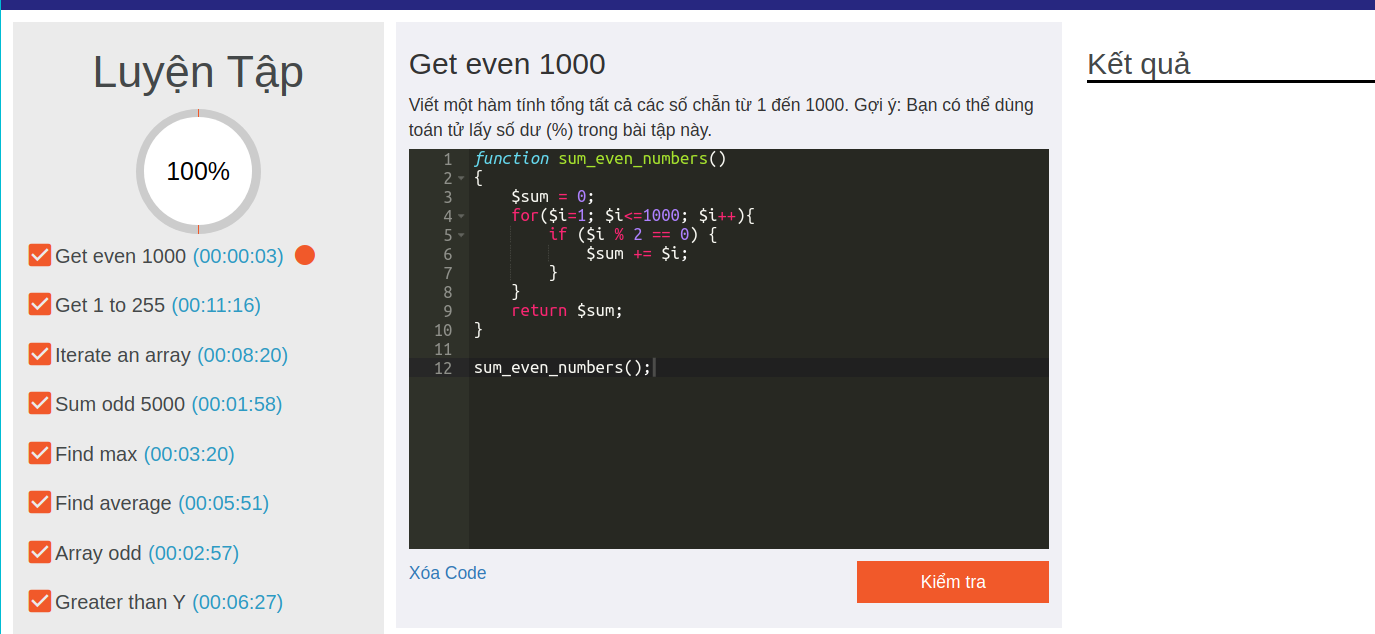 Luyện Tập
100%
Get even 1000 (00:00:03)
Get 1 to 255 (00:11:16)
Iterate an array (00:08:20)
Sum odd 5000 (00:01:58)
Find max (00:03:20)
Find average (00:05:51)
Array odd (00:02:57)
Greater than Y (00:06:27)
Get even 1000
Viết một hàm tính tổng tất cả các số chẵn từ 1 đến 1000. Gợi ý: Bạn có thể dùng
toán tử lấy số dư (%) trong bài tập này.
1 function sum_even_numbers()
2 {
3     $sum = 0;
4     for($i=1; $i<=1000; $i++){
5         if ($i % 2 == 0) {
6             $sum += $i;
7         }
8     }
9     return $sum;
10 }
11
12 sum_even_numbers();
Xóa Code
Kiểm tra
Kết quả